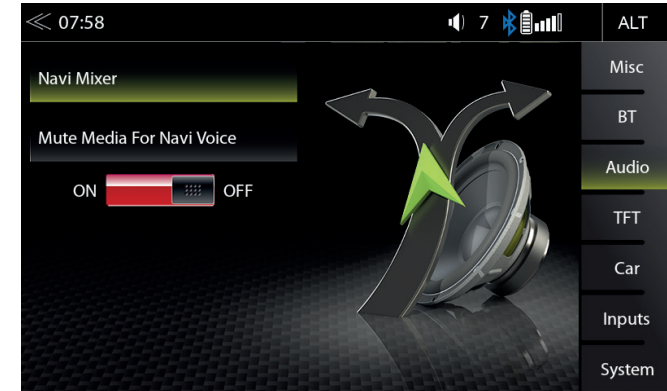 07:58 7 ALT
Navi Mixer
Mute Media For Navi Voice
ON OFF
Misc
BT
Audio
TFT
Car
Inputs
System